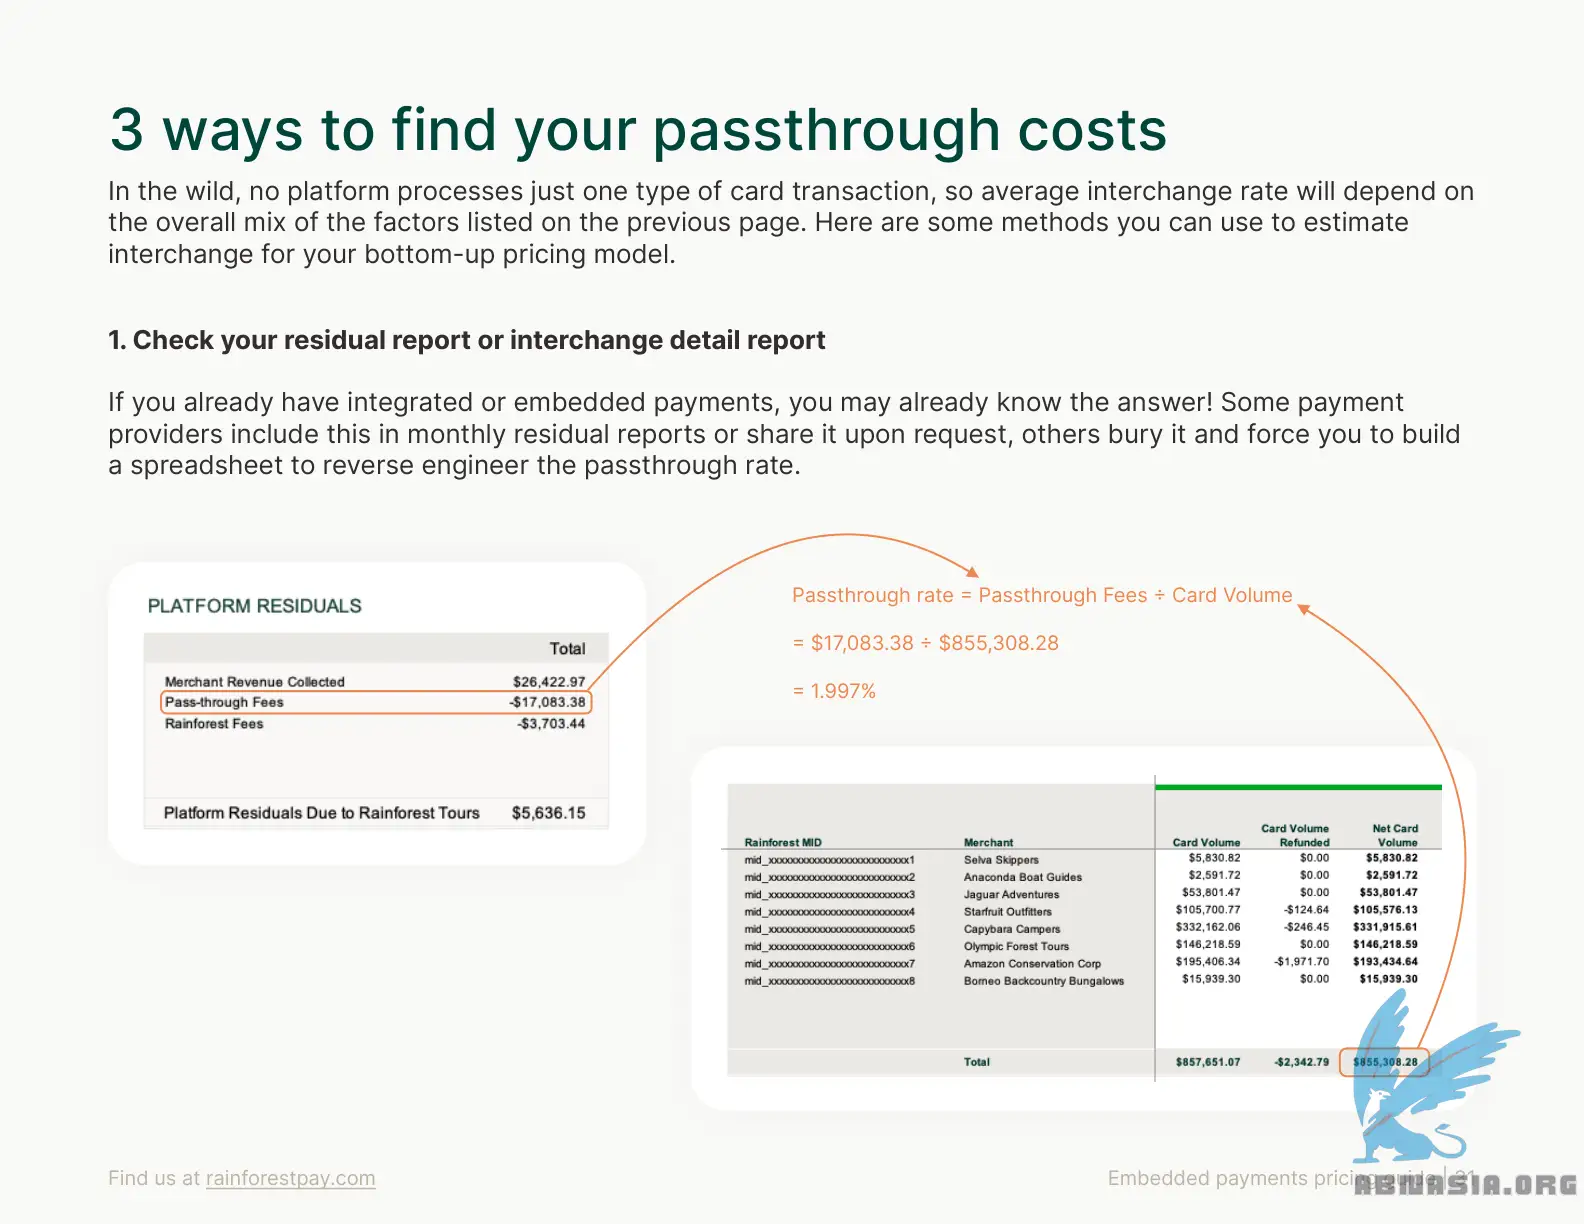 3 ways to find your passthrough costs
In the wild, no platform processes just one type of card transaction, so average interchange rate will depend on
the overall mix of the factors listed on the previous page. Here are some methods you can use to estimate
interchange for your bottom-up pricing model.
1. Check your residual report or interchange detail report
If you already have integrated or embedded payments, you may already know the answer! Some payment
providers include this in monthly residual reports or share it upon request, others bury it and force you to build
a spreadsheet to reverse engineer the passthrough rate.
PLATFORM RESIDUALS
Total
Merchant Revenue Collected $26,422.97
Pass-through Fees -$17,083.38
Rainforest Fees -$3,703.44
Platform Residuals Due to Rainforest Tours $5,636.15
Passthrough rate = Passthrough Fees ÷ Card Volume
= $17,083.38 ÷ $855,308.28
= 1.997%
Rainforest MID Merchant Card Volume Card Volume Refunded Net Card Volume
mid_xxxxxxxxxxxxxxxxxxxxxxxxxx1 Selva Skippers $5,830.82 $0.00 $5,830.82
mid_xxxxxxxxxxxxxxxxxxxxxxxxxx2 Anaconda Boat Guides $2,591.72 $0.00 $2,591.72
mid_xxxxxxxxxxxxxxxxxxxxxxxxxx3 Jaguar Adventures $53,801.47 $0.00 $53,801.47
mid_xxxxxxxxxxxxxxxxxxxxxxxxxx4 Starfruit Outfitters $105,700.77 -$124.64 $105,576.13
mid_xxxxxxxxxxxxxxxxxxxxxxxxxx5 Capybara Campers $332,162.06 -$246.45 $331,915.61
mid_xxxxxxxxxxxxxxxxxxxxxxxxxx6 Olympic Forest Tours $146,218.59 $0.00 $146,218.59
mid_xxxxxxxxxxxxxxxxxxxxxxxxxx7 Amazon Conservation Corp $195,406.34 -$1,971.70 $193,434.64
mid_xxxxxxxxxxxxxxxxxxxxxxxxxx8 Borneo Backcountry Bungalows $15,939.30 $0.00 $15,939.30
Total $857,651.07 -$2,342.79 $855,308.28
Find us at rainforestpay.com
Embedded payments pricing guide | 21
ABIVASIA.ORG